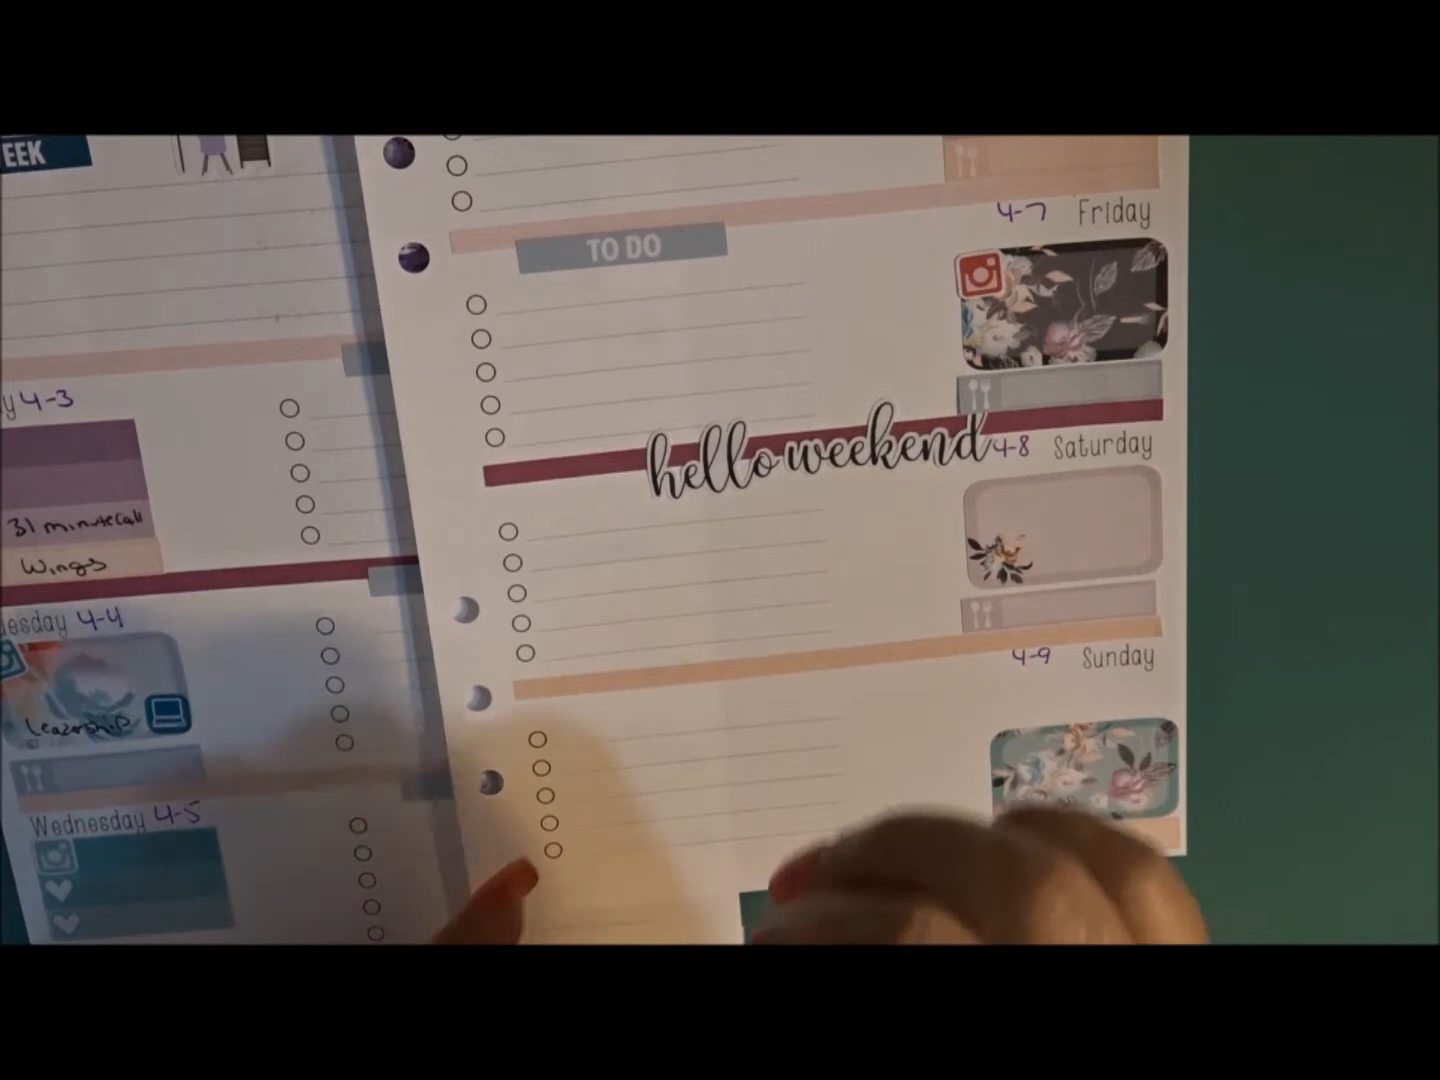 EEK
y 4-3
31 minute call
Wings
uesday 4-4
Leadership
Wednesday 4-5
4-7 Friday
TO DO
hello weekend
4-8 Saturday
4-9 Sunday